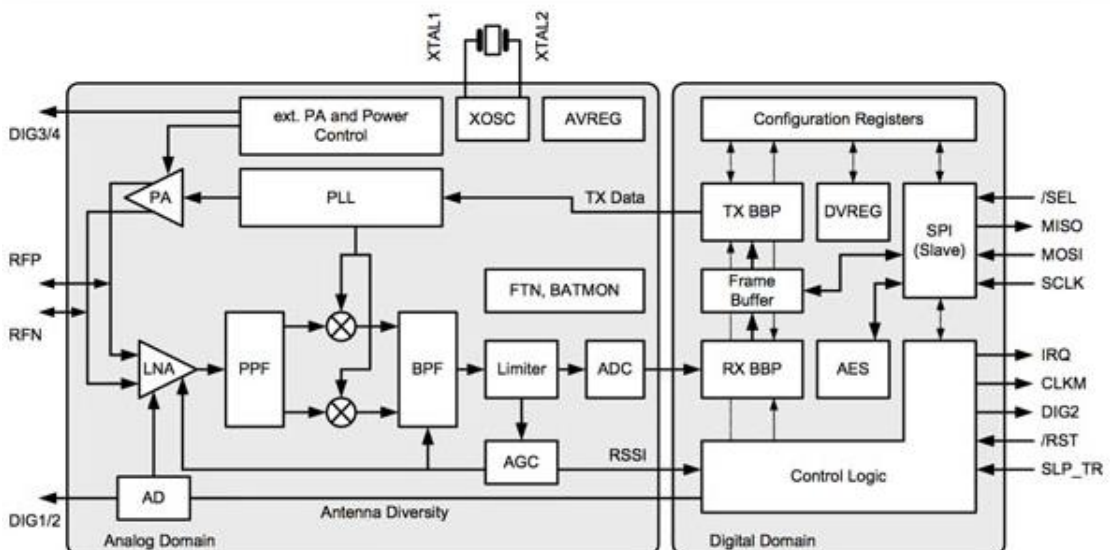 XTAL1
XTAL2
DIG3/4
ext. PA and Power
Control
XOSC
AVREG
Configuration Registers
PA
PLL
TX Data
TX BBP
DVREG
SPI
(Slave)
/SEL
MISO
MOSI
SCLK
RFP
RFN
FTN, BATMON
Frame
Buffer
LNA
PPF
BPF
Limiter
ADC
RX BBP
AES
IRQ
CLKM
DIG2
/RST
SLP_TR
AGC
RSSI
Control Logic
AD
DIG1/2
Antenna Diversity
Analog Domain
Digital Domain